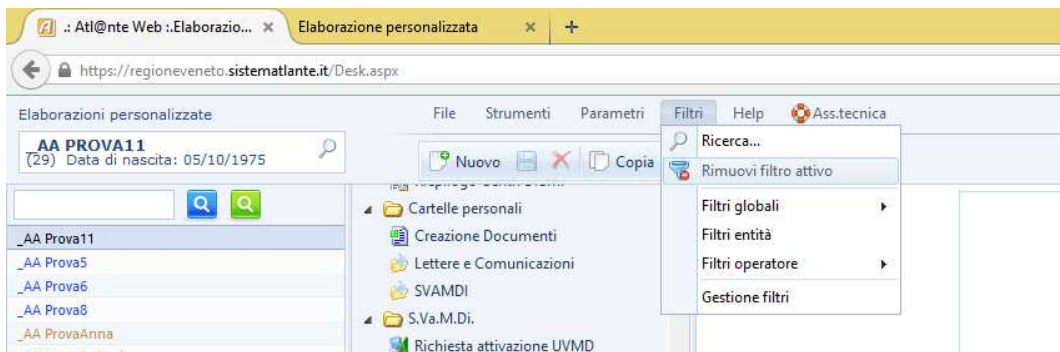 .: Atl@nte Web :.Elaborazio... ×
Elaborazione personalizzata × +
https://regioneveneto.sistematlante.it/Desk.aspx
Elaborazioni personalizzate
File Strumenti Parametri Filtri Help Ass.tecnica
_AA PROVA11
(29) Data di nascita: 05/10/1975
Nuovo Copia
Ricerca...
Rimuovi filtro attivo
Filtri globali
Filtri entità
Filtri operatore
Gestione filtri
_AA Prova11
_AA Prova5
_AA Prova6
_AA Prova8
_AA ProvaAnna
Cartelle personali
Creazione Documenti
Lettere e Comunicazioni
SVAMDI
S.Va.M.Di.
Richiesta attivazione UVMD